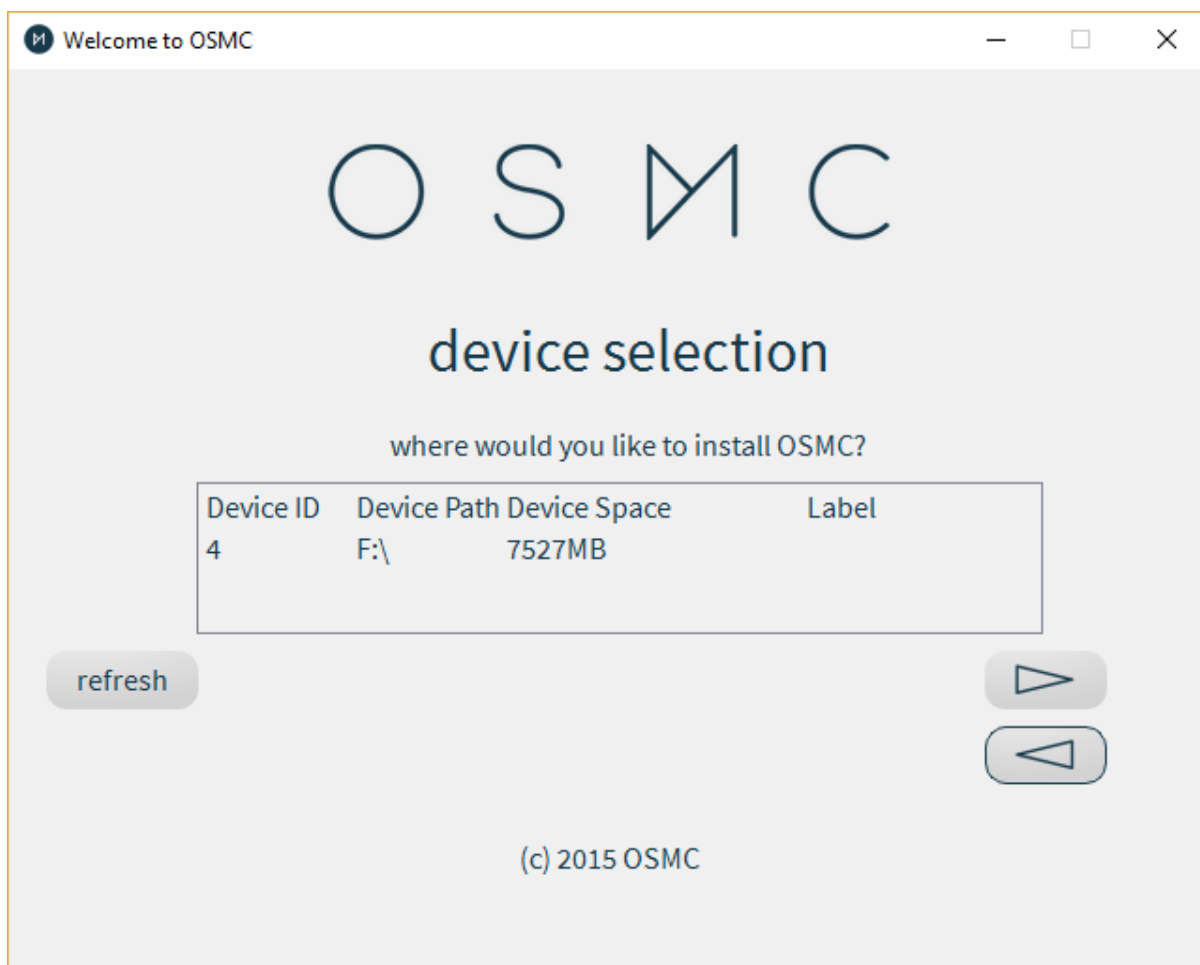 Welcome to OSMC
OSMC
device selection
where would you like to install OSMC?
Device ID Device Path Device Space Label
4 F:\ 7527MB
refresh
(c) 2015 OSMC